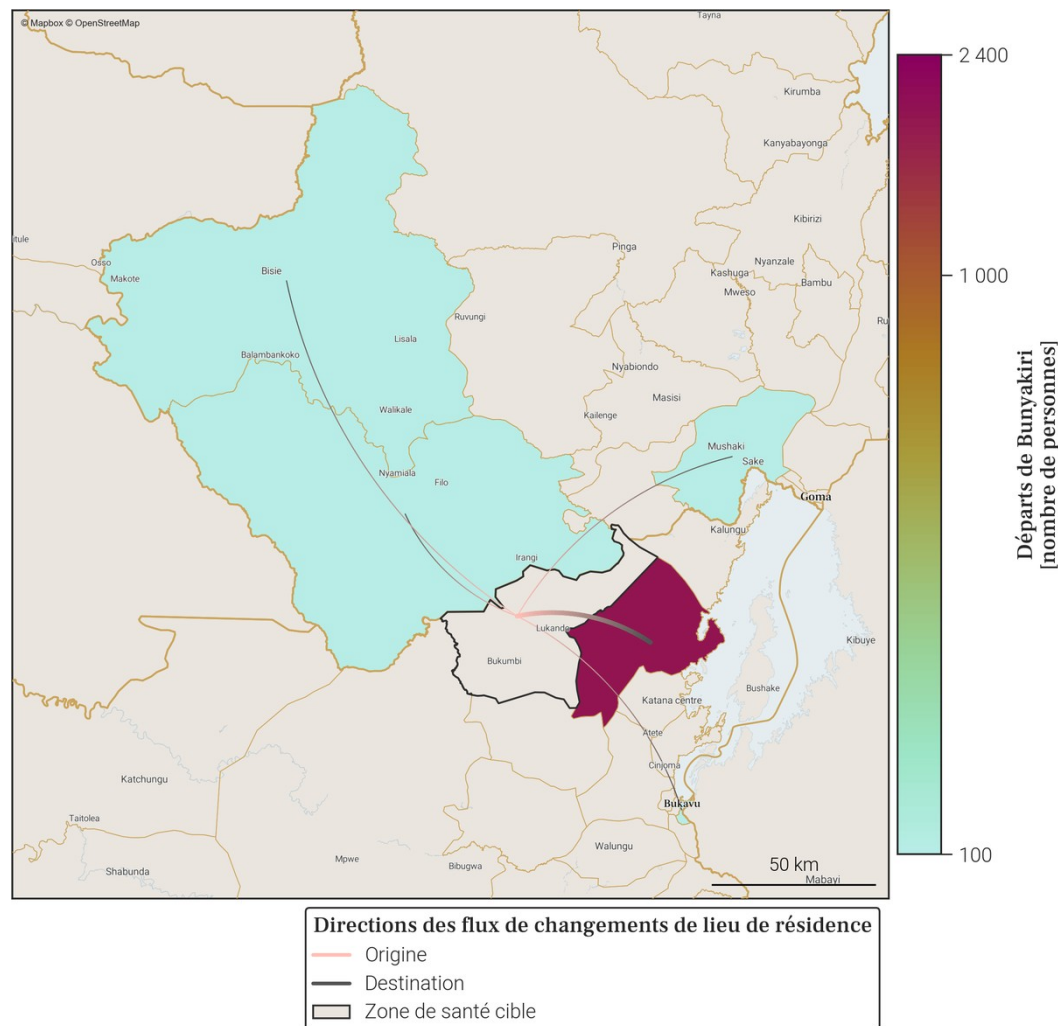 © Mapbox © OpenStreetMap
Tayna
Kirumba
Kanyabayonga
Kibirizi
itule
Osso
Makote
Bisie
Pinga
Nyanzale
Kashuga
Bambu
Mweso
Ruvungi
Ru
Lisala
Balambankoko
Nyabiondo
Masisi
Walikale
Kailenge
Mushaki
Sake
Nyamiala
Filo
Goma
Kalungu
Irangi
Lukando
Kibuye
Bukumbi
Bushake
Katana centre
Atete
Cinjoma
Katchungu
Bukavu
Taitolea
Walungu
Mpwe
Bibugwa
Shabunda
50 km
Mabayi
2 400
1 000
100
Départs de Bunyakiri
[nombre de personnes]
Directions des flux de changements de lieu de résidence
Origine
Destination
Zone de santé cible